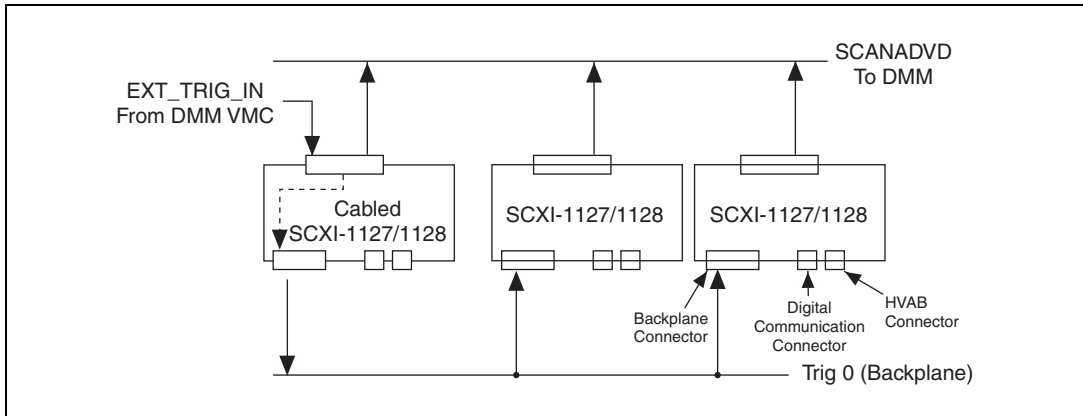 SCANADVD
To DMM
EXT_TRIG_IN
From DMM VMC
Cabled
SCXI-1127/1128
SCXI-1127/1128
SCXI-1127/1128
Backplane
Connector
Digital
Communication
Connector
HVAB
Connector
Trig 0 (Backplane)